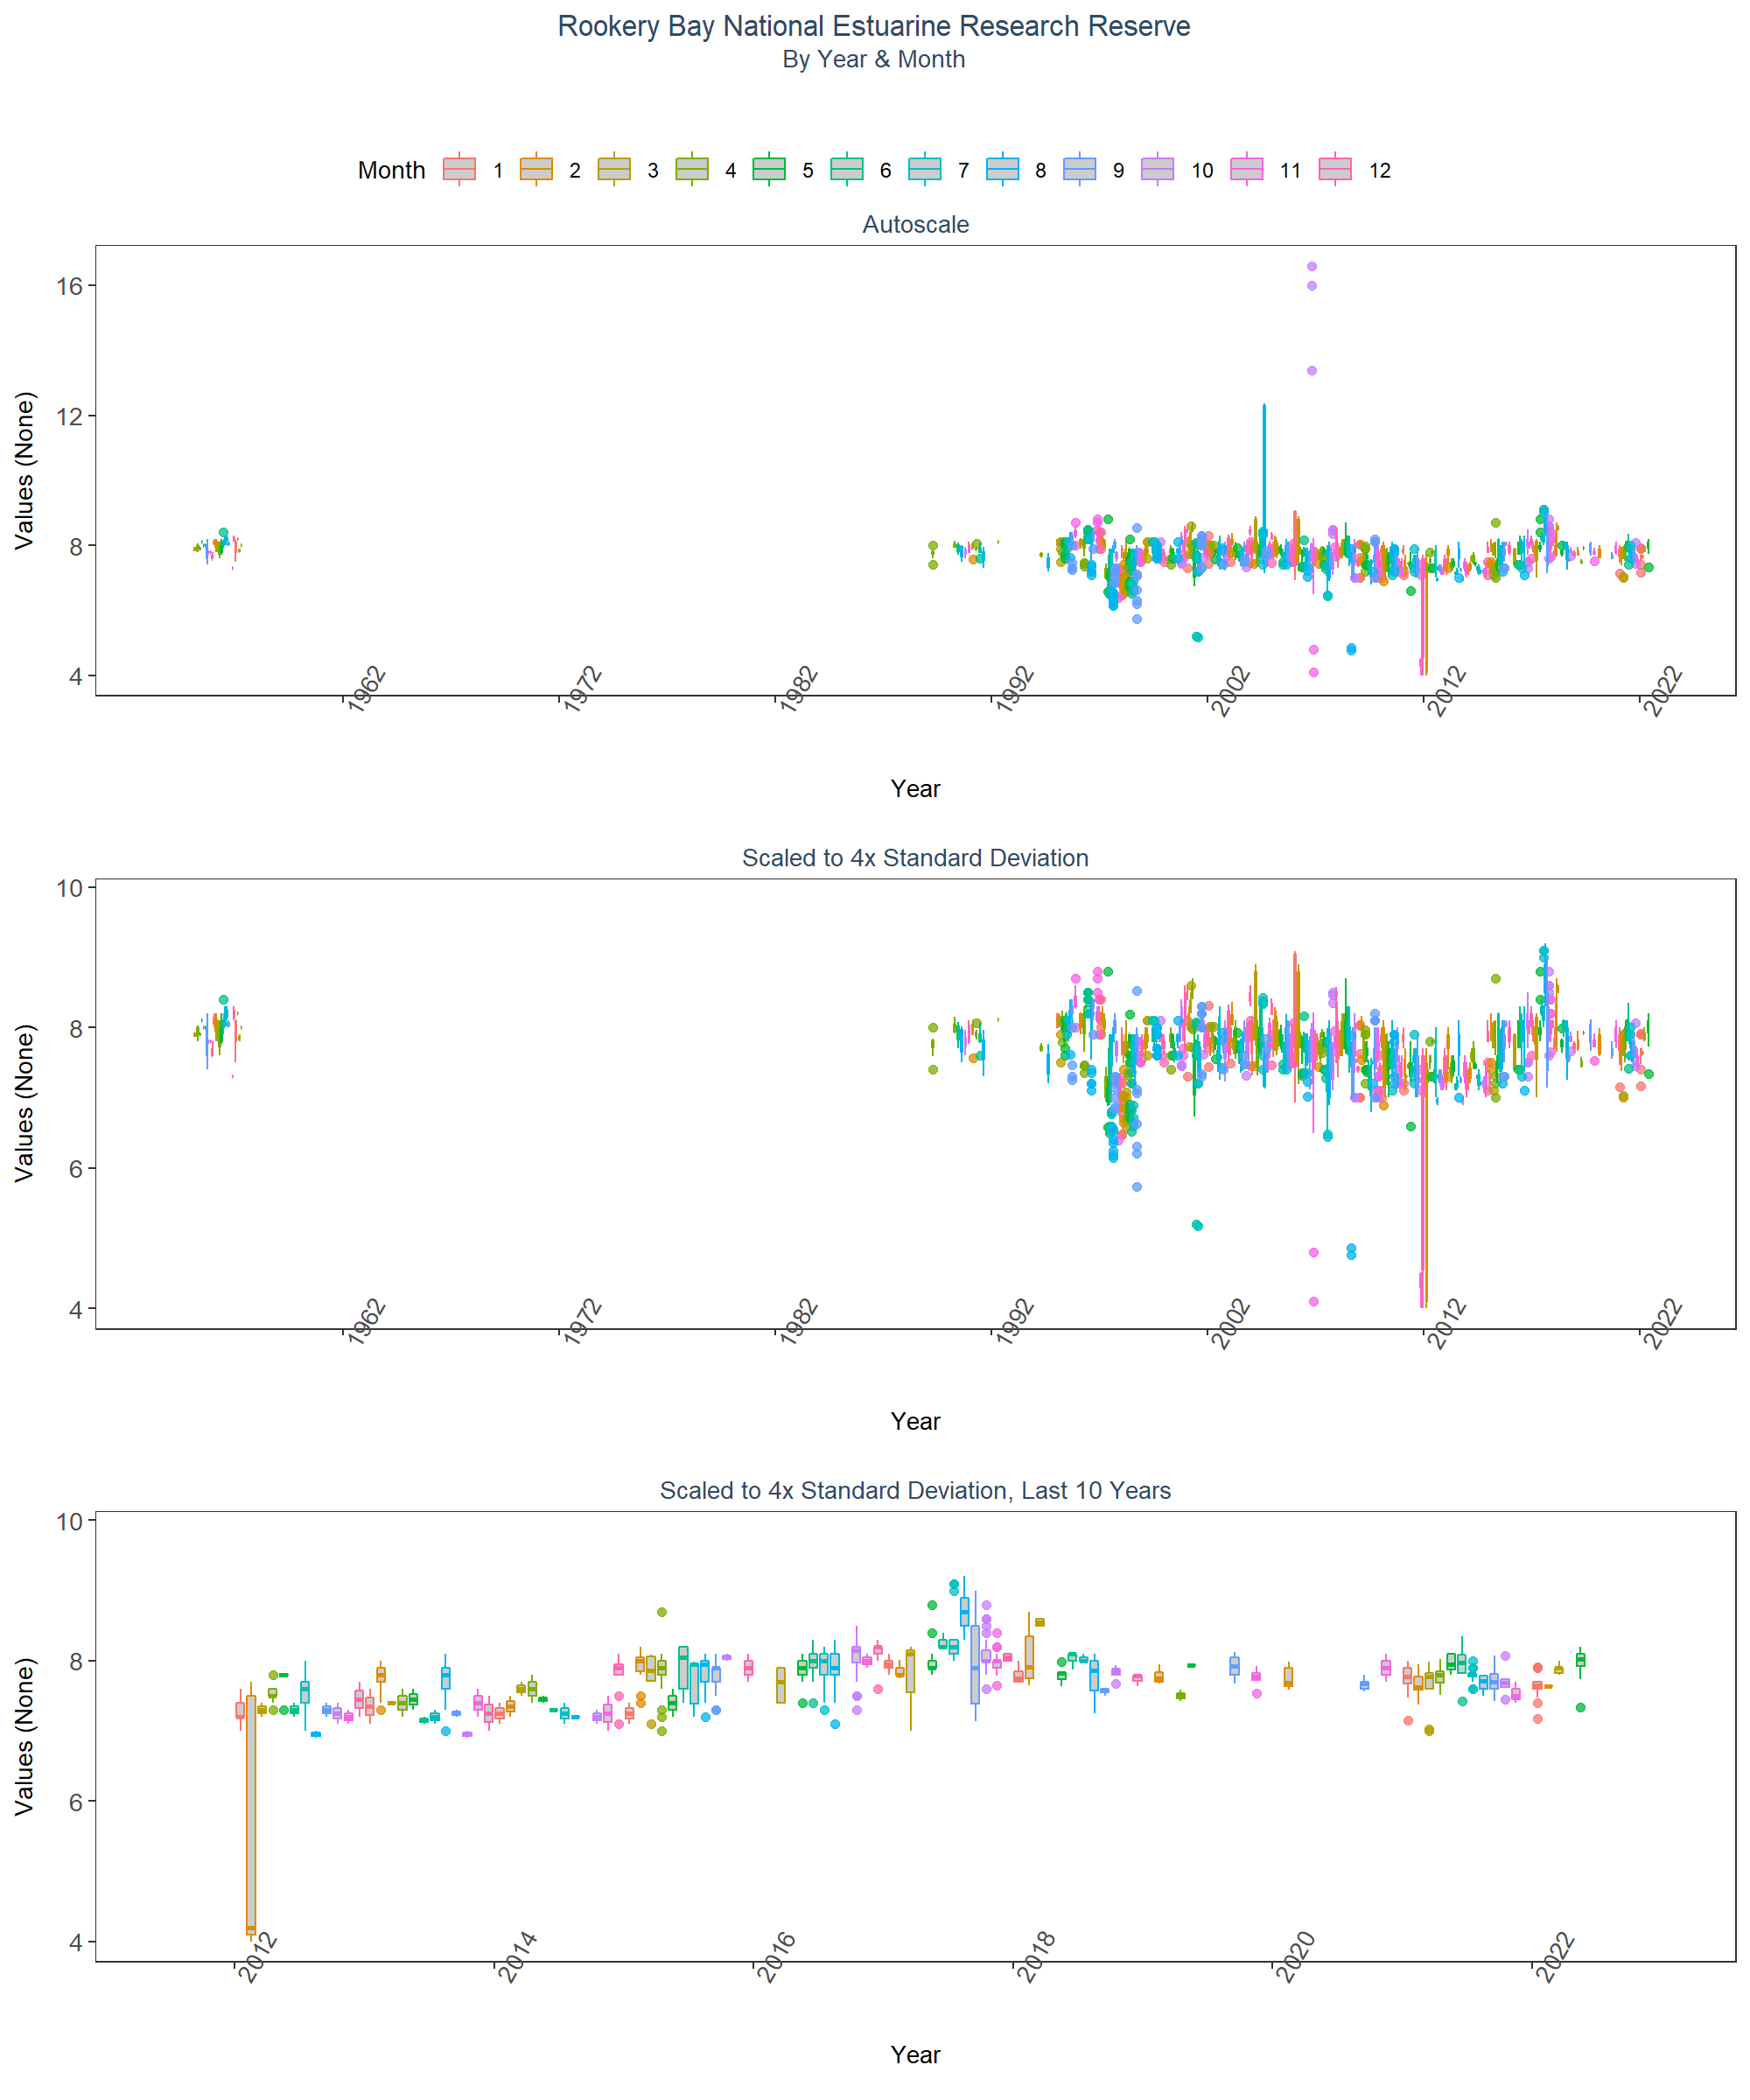 Rookery Bay National Estuarine Research Reserve
By Year & Month
Month 1 2 3 4 5 6 7 8 9 10 11 12
Autoscale
Values (None)
16
12
8
4
1962 1972 1982 1992 2002 2012 2022
Year
Scaled to 4x Standard Deviation
Values (None)
10
8
6
4
1962 1972 1982 1992 2002 2012 2022
Year
Scaled to 4x Standard Deviation, Last 10 Years
Values (None)
10
8
6
4
2012 2014 2016 2018 2020 2022
Year